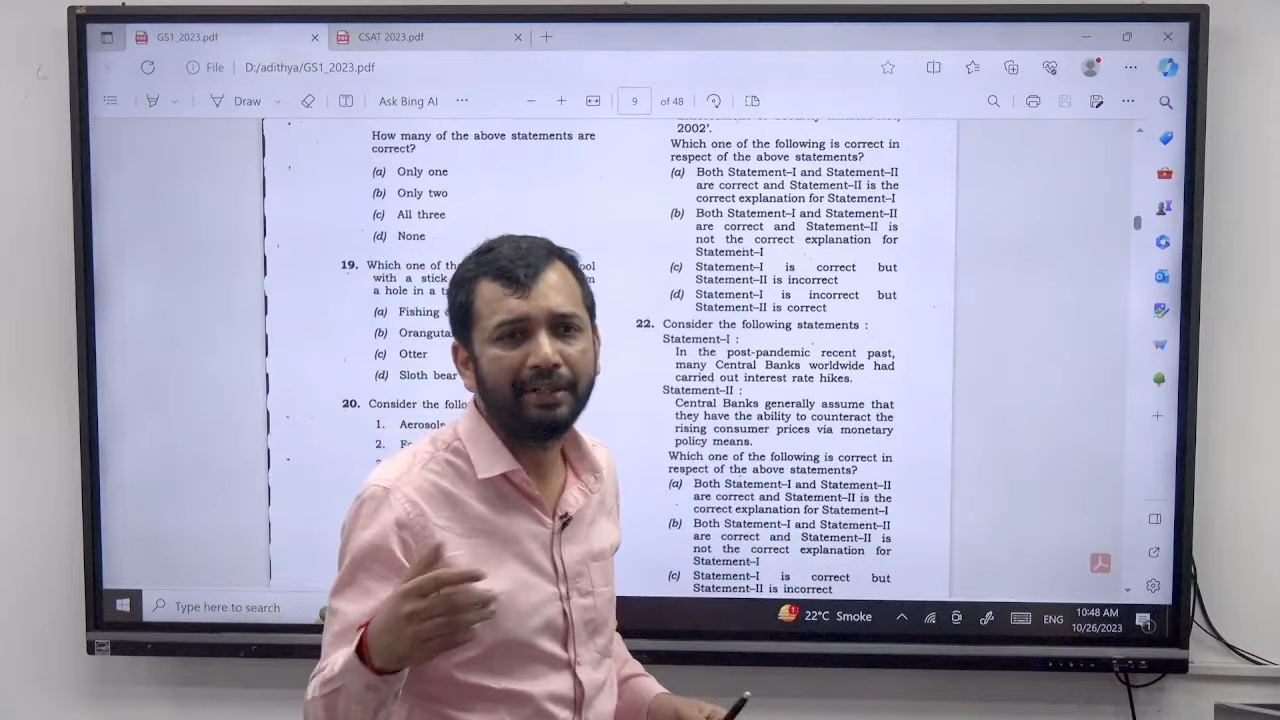 GS1_2023.pdf
CSAT 2023.pdf
File D:/adithya/GS1_2023.pdf
Draw
Ask Bing AI
9 of 48
How many of the above statements are
correct?
(a) Only one
(b) Only two
(c) All three
(d) None
19. Which one of
with a stick
a hole in a
(a) Fishing
(b)
(c) Otter
(d) Sloth bear
20. Consider the
1.
2.
2002'.
Which one of the following is correct in
respect of the above statements?
(a) Both Statement–I and Statement–II
are correct and Statement–II is the
correct explanation for Statement–I
(b) Both Statement–I and Statement–II
are correct and Statement–II is
not the correct explanation for
Statement–I
(c) Statement–I is correct but
Statement–II is incorrect
(d) Statement–I is incorrect but
Statement–II is correct
22. Consider the following statements :
Statement–I :
In the post-pandemic recent past,
many Central Banks worldwide had
carried out interest rate hikes.
Statement–II :
Central Banks generally assume that
they have the ability to counteract the
rising consumer prices via monetary
policy means.
Which one of the following is correct in
respect of the above statements?
(a) Both Statement–I and Statement–II
are correct and Statement–II is the
correct explanation for Statement–I
(b) Both Statement–I and Statement–II
are correct and Statement–II is
not the correct explanation for
Statement–I
(c) Statement–I is correct but
Statement–II is incorrect
Type here to search
22°C Smoke
ENG
10:48 AM
10/26/2023